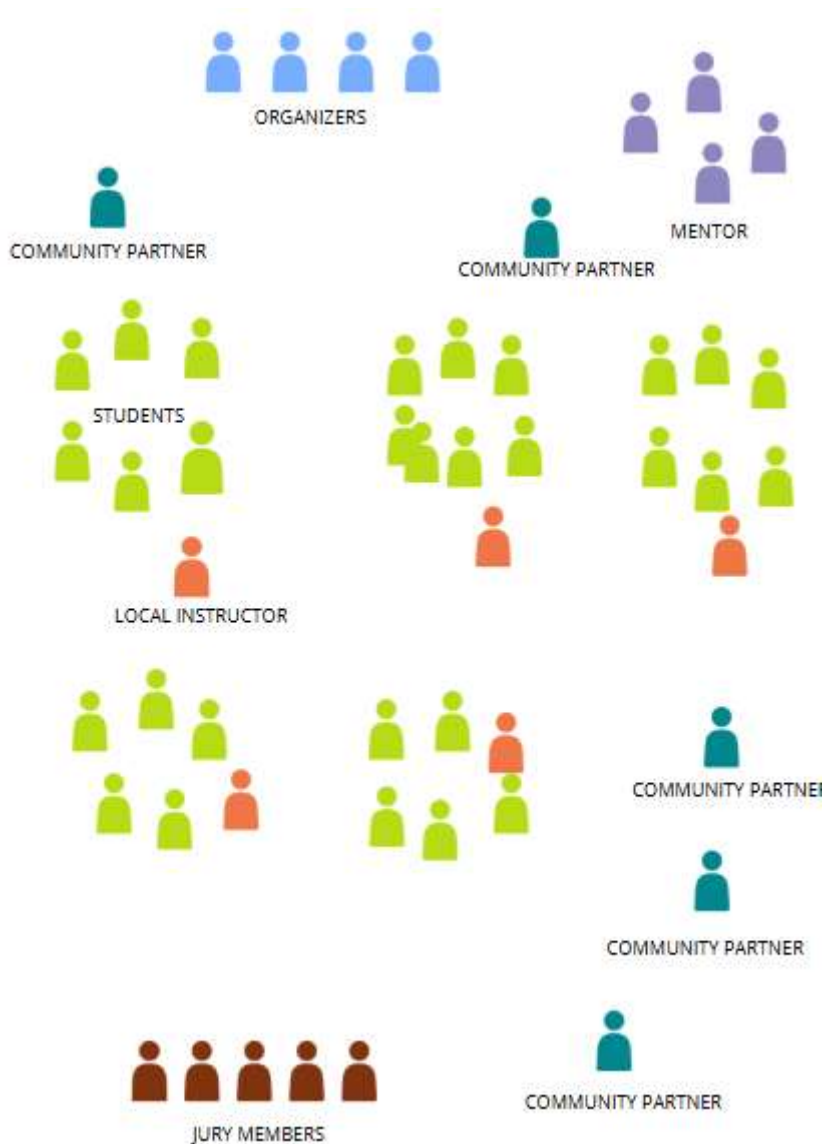 ORGANIZERS
MENTOR
COMMUNITY PARTNER
COMMUNITY PARTNER
STUDENTS
LOCAL INSTRUCTOR
COMMUNITY PARTNER
COMMUNITY PARTNER
COMMUNITY PARTNER
JURY MEMBERS